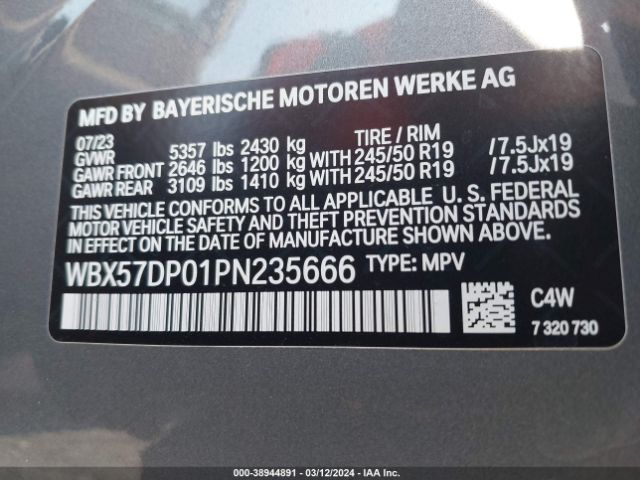 MFD BY BAYERISCHE MOTOREN WERKE AG
07/23 TIRE / RIM
GVWR 5357 lbs 2430 kg
GAWR FRONT 2646 lbs 1200 kg WITH 245/50 R19 /7.5Jx19
GAWR REAR 3109 lbs 1410 kg WITH 245/50 R19 /7.5Jx19
THIS VEHICLE CONFORMS TO ALL APPLICABLE U. S. FEDERAL
MOTOR VEHICLE SAFETY AND THEFT PREVENTION STANDARDS
IN EFFECT ON THE DATE OF MANUFACTURE SHOWN ABOVE.
WBX57DP01PN235666 TYPE: MPV
C4W
7 320 730
000-38944891 - 03/12/2024 - IAA Inc.